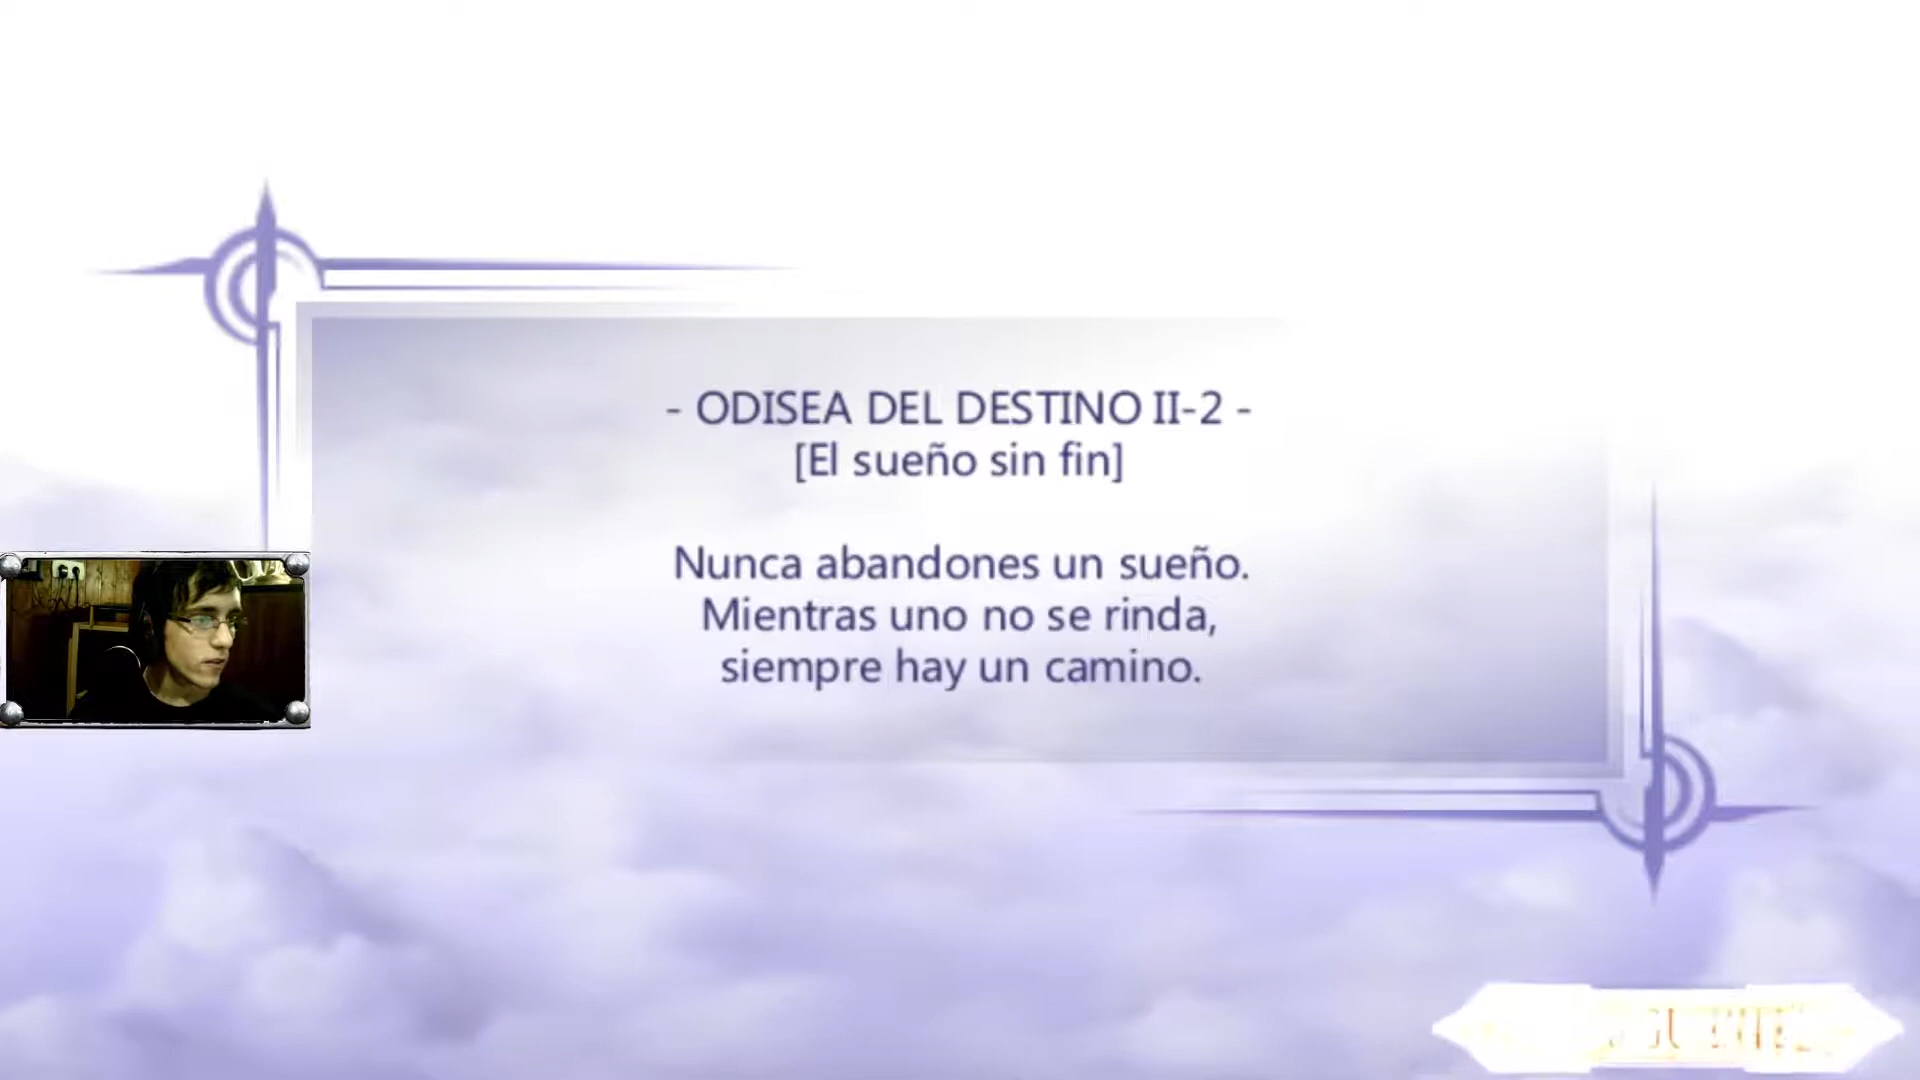 - ODISEA DEL DESTINO II-2 -
[El sueño sin fin]
Nunca abandones un sueño.
Mientras uno no se rinda,
siempre hay un camino.